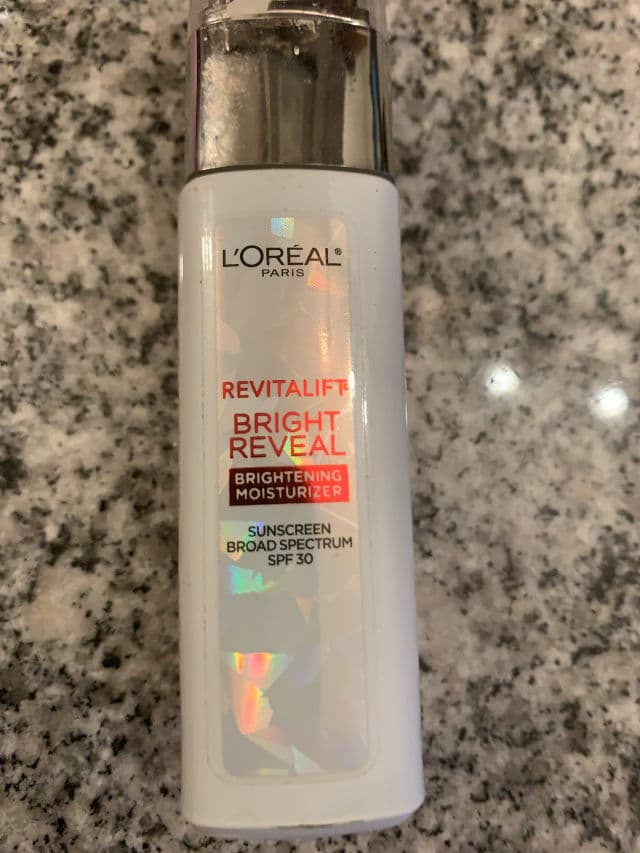 L'ORÉAL®
PARIS
REVITALIFT®
BRIGHT
REVEAL
BRIGHTENING
MOISTURIZER
SUNSCREEN
BROAD SPECTRUM
SPF 30